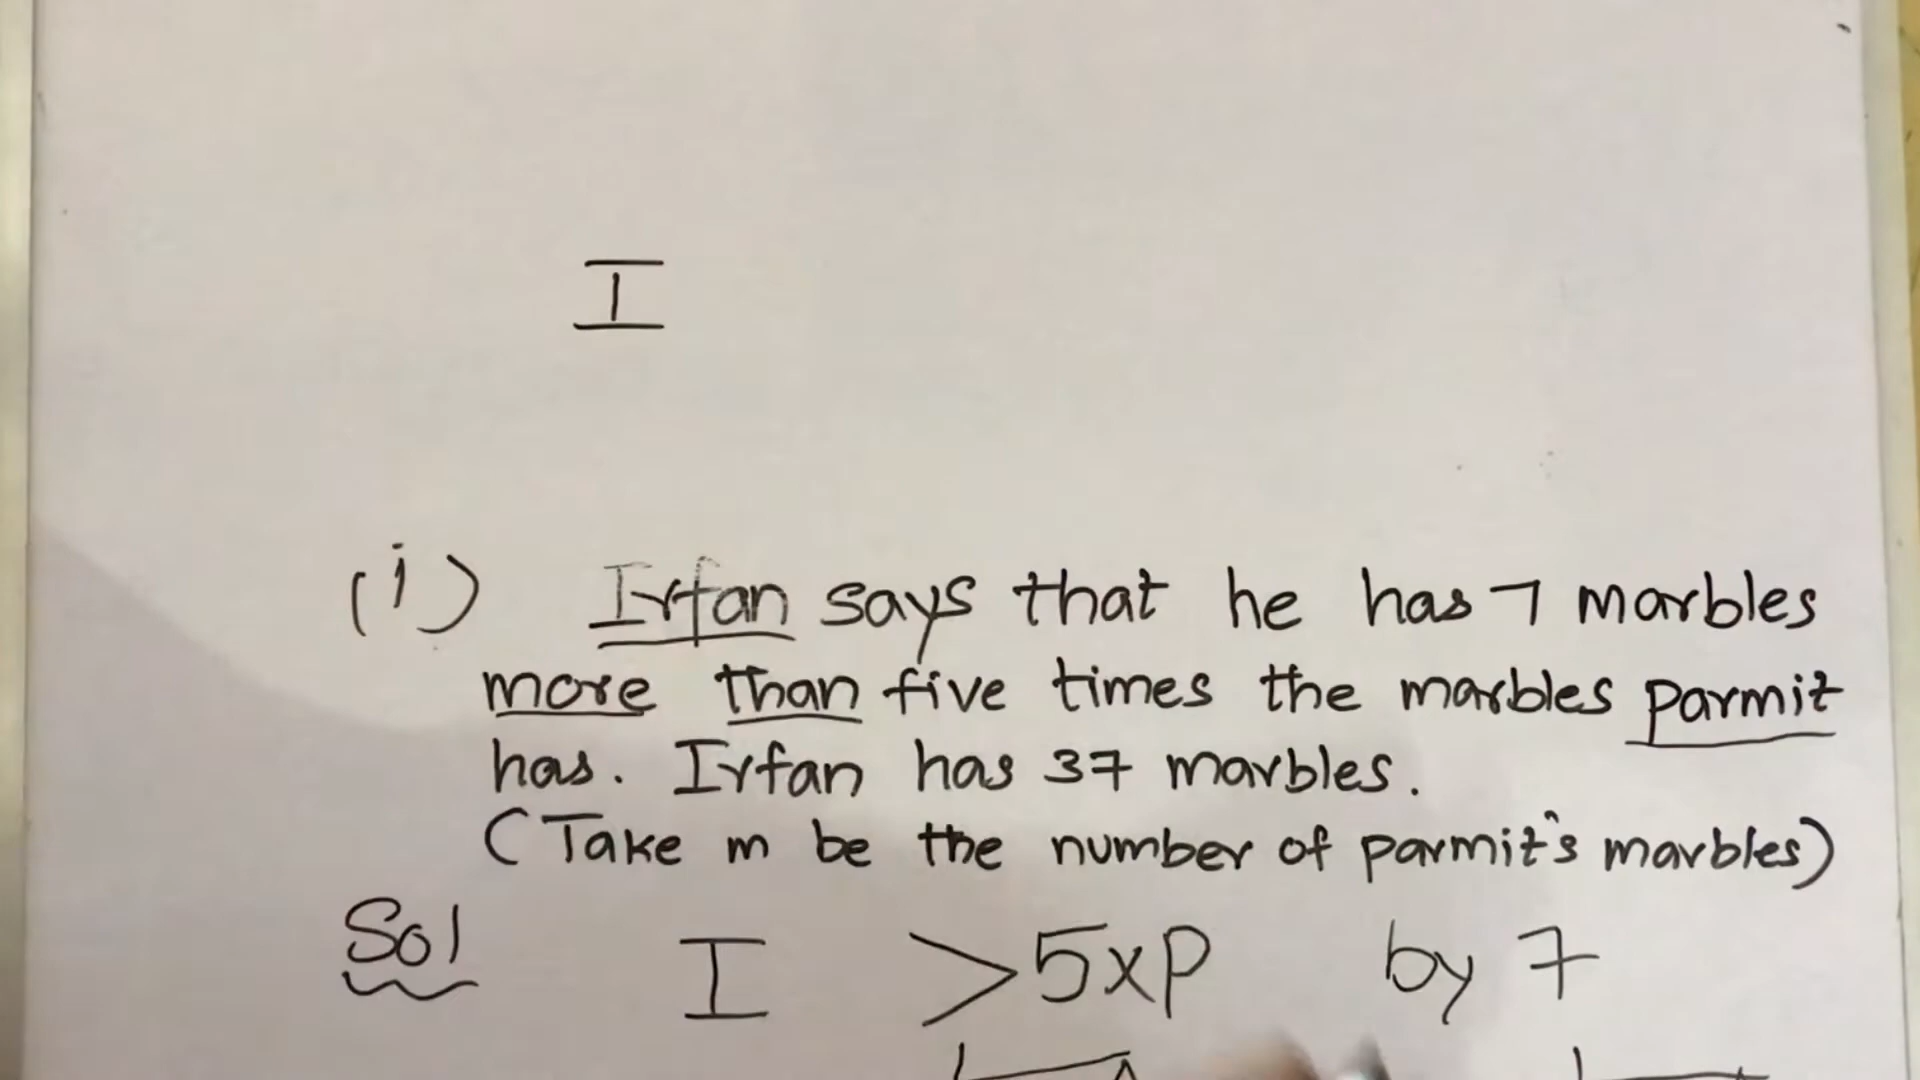 I
(i) Irfan says that he has 7 marbles
more than five times the marbles parmit
has. Irfan has 37 marbles.
(Take m be the number of parmit's marbles)
Sol I > 5xP by 7